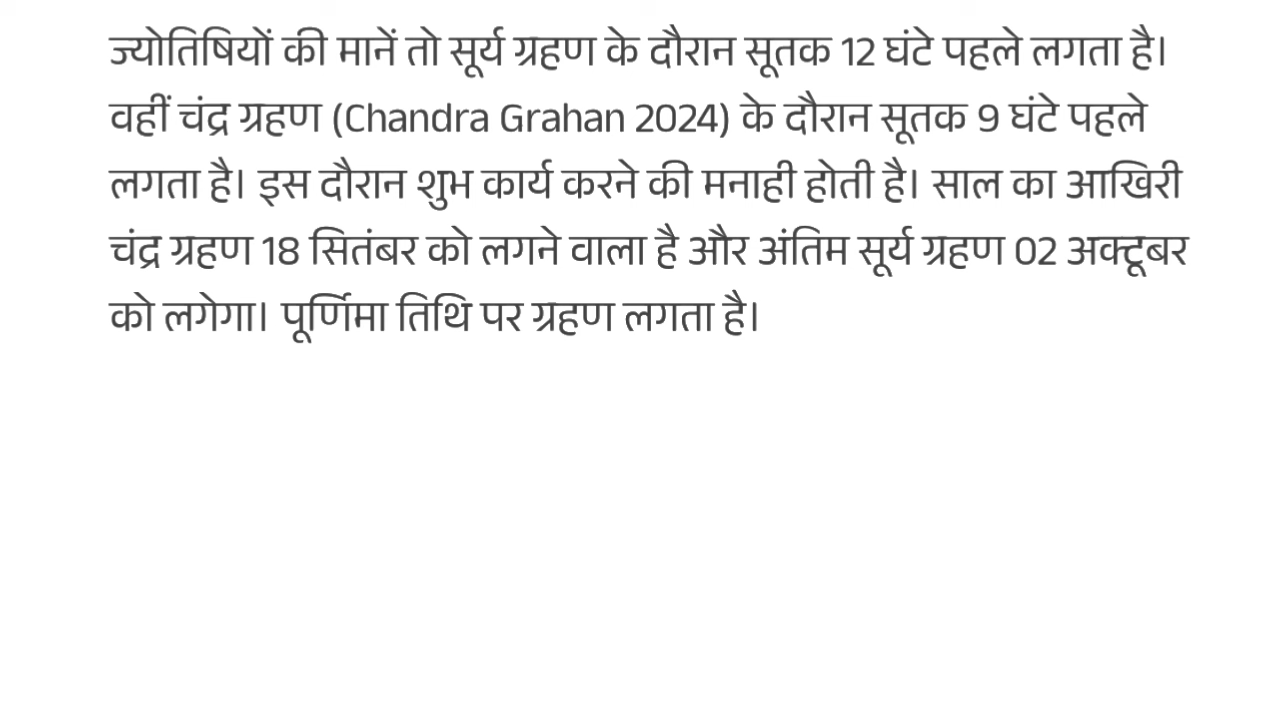 ज्योतिषियों की मानें तो सूर्य ग्रहण के दौरान सूतक 12 घंटे पहले लगता है।
वहीं चंद्र ग्रहण (Chandra Grahan 2024) के दौरान सूतक 9 घंटे पहले
लगता है। इस दौरान शुभ कार्य करने की मनाही होती है। साल का आखिरी
चंद्र ग्रहण 18 सितंबर को लगने वाला है और अंतिम सूर्य ग्रहण 02 अक्टूबर
को लगेगा। पूर्णिमा तिथि पर ग्रहण लगता है।